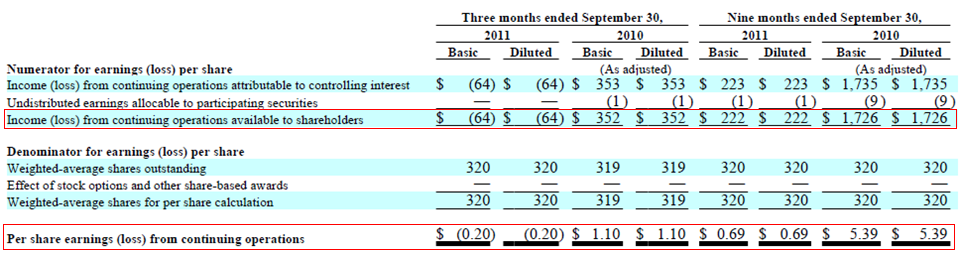 Three months ended September 30, Nine months ended September 30,
2011 2010 2011 2010
Basic Diluted Basic Diluted Basic Diluted Basic Diluted
Numerator for earnings (loss) per share (As adjusted) (As adjusted)
Income (loss) from continuing operations attributable to controlling interest $ (64) $ (64) $ 353 $ 353 $ 223 $ 223 $ 1,735 $ 1,735
Undistributed earnings allocable to participating securities — — (1) (1) (1) (1) (9) (9)
Income (loss) from continuing operations available to shareholders $ (64) $ (64) $ 352 $ 352 $ 222 $ 222 $ 1,726 $ 1,726
Denominator for earnings (loss) per share
Weighted-average shares outstanding 320 320 319 319 320 320 320 320
Effect of stock options and other share-based awards — — — — — — — —
Weighted-average shares for per share calculation 320 320 319 319 320 320 320 320
Per share earnings (loss) from continuing operations $ (0.20) (0.20) $ 1.10 $ 1.10 $ 0.69 $ 0.69 $ 5.39 $ 5.39